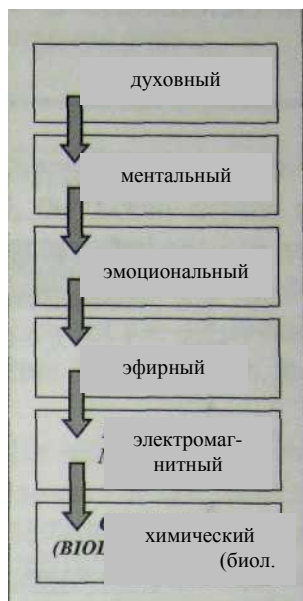 духовный
ментальный
эмоциональный
эфирный
электромаг-
нитный
химический
(BIOL (биол.